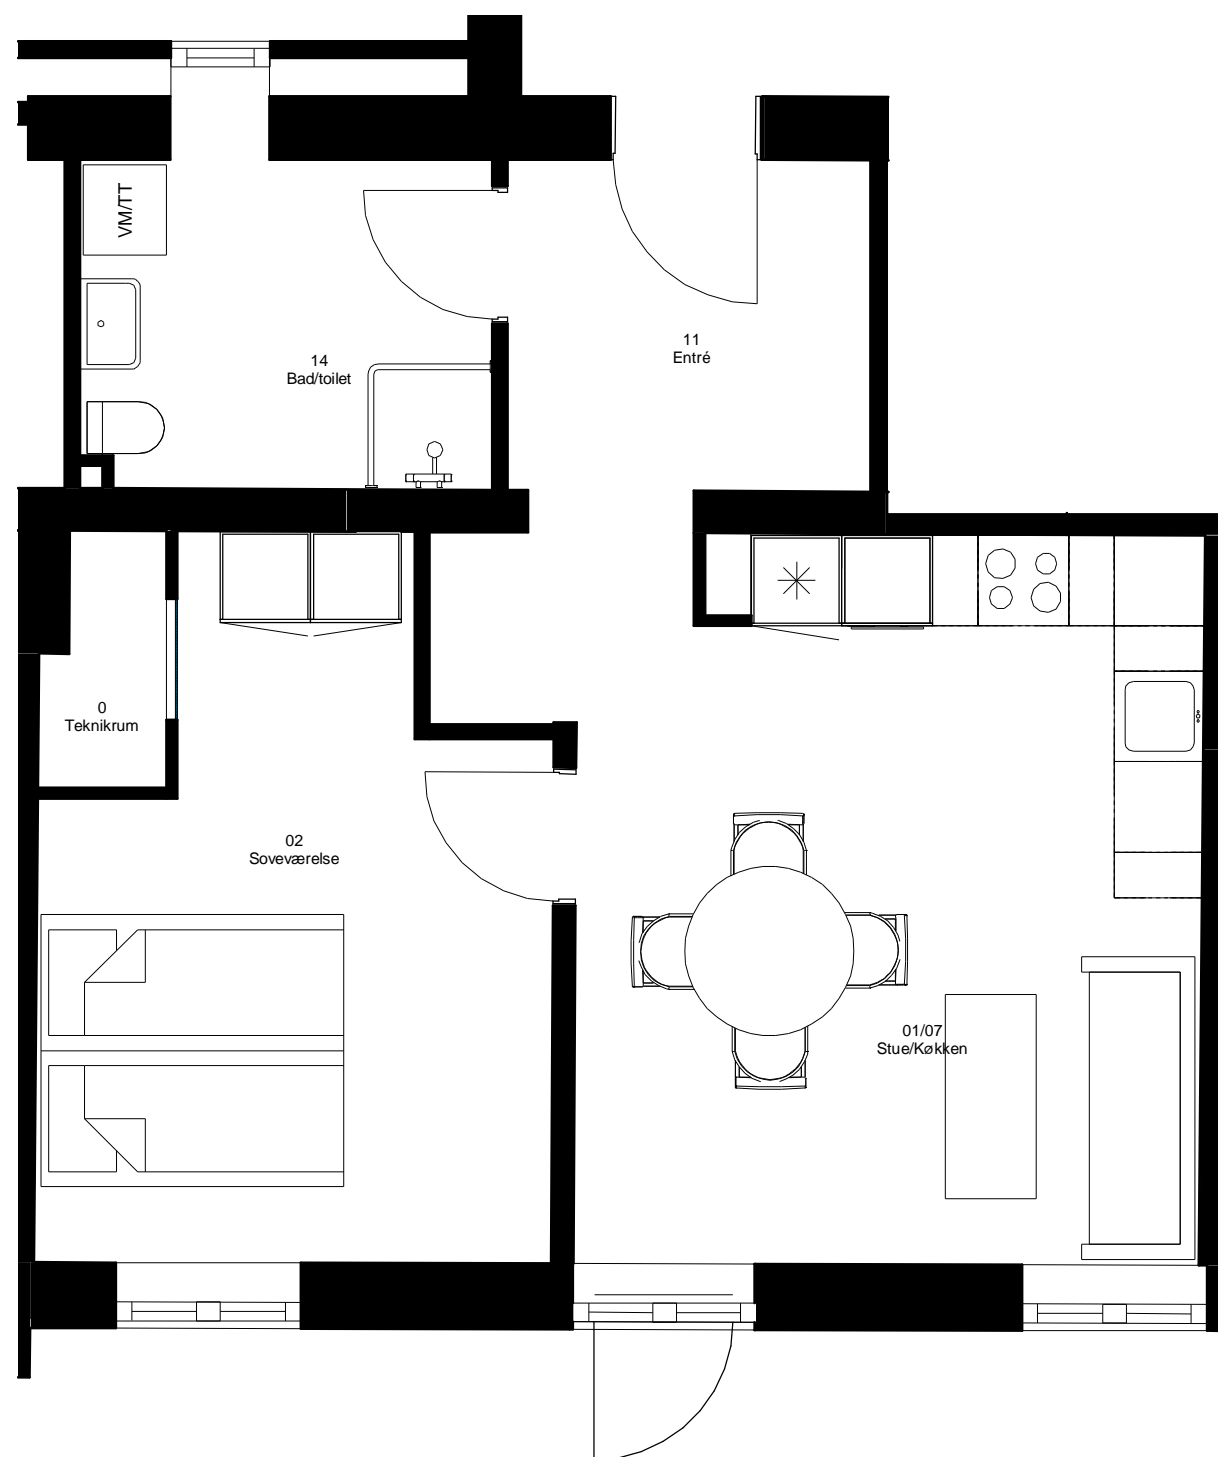 VM/TT
11
Entré
14
Bad/toilet
0
Teknikrum
02
Soveværelse
01/07
Stue/Køkken